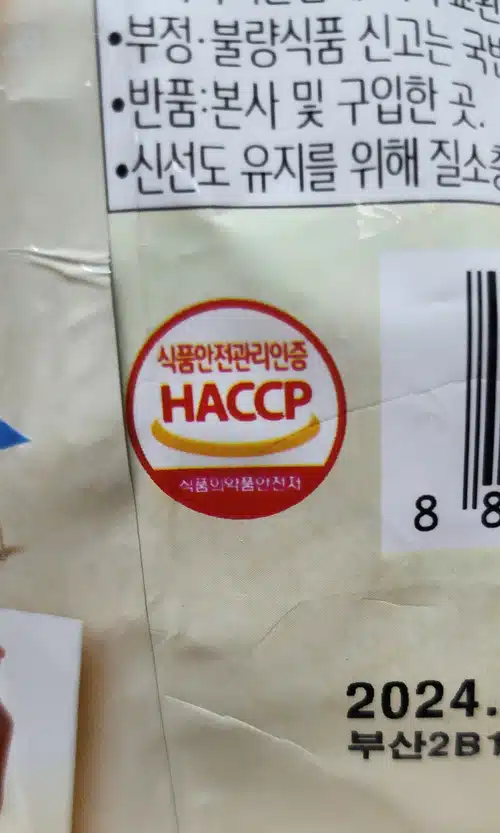 •부정·불량식품 신고는 국번
•반품:본사 및 구입한 곳.
•신선도 유지를 위해 질소충
식품안전관리인증
HACCP
식품의약품안전처
8 8
2024.
부산2B1